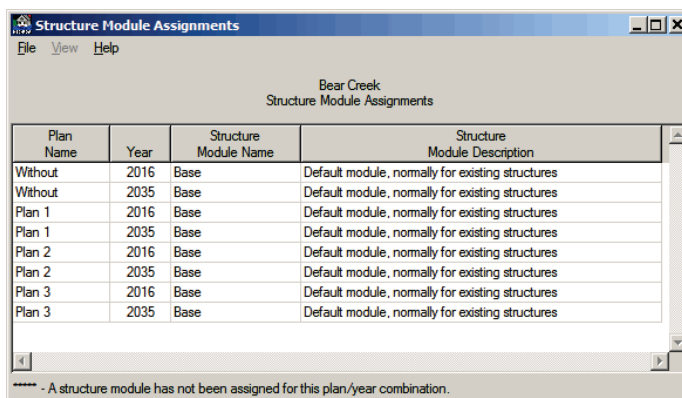 Structure Module Assignments
File View Help
Bear Creek
Structure Module Assignments
Plan Name Year Structure Module Name Structure Module Description
Without 2016 Base Default module, normally for existing structures
Without 2035 Base Default module, normally for existing structures
Plan 1 2016 Base Default module, normally for existing structures
Plan 1 2035 Base Default module, normally for existing structures
Plan 2 2016 Base Default module, normally for existing structures
Plan 2 2035 Base Default module, normally for existing structures
Plan 3 2016 Base Default module, normally for existing structures
Plan 3 2035 Base Default module, normally for existing structures
***** - A structure module has not been assigned for this plan/year combination.